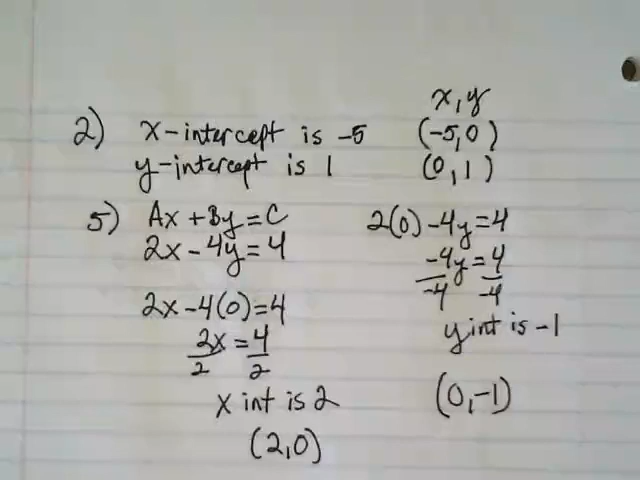 x, y
2) x-intercept is -5 (-5,0)
y-intercept is 1 (0,1)
5) Ax + By = C
2x - 4y = 4
2x - 4(0) = 4
2x = 4
2 2
x int is 2
(2,0)
2(0) - 4y = 4
-4y = 4
-4 -4
y int is -1
(0,-1)